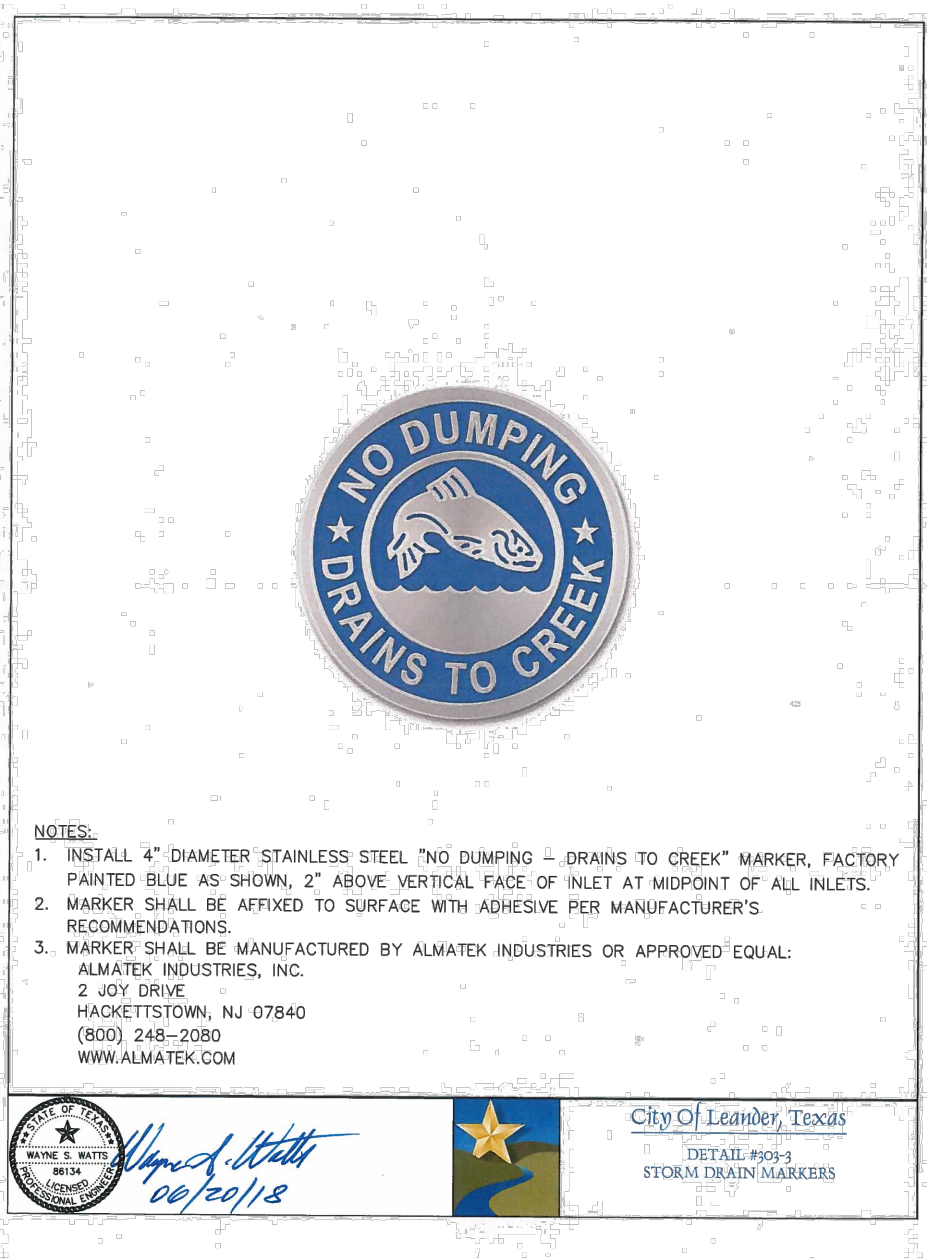 NO DUMPING
DRAINS TO CREEK
NOTES:
1. INSTALL 4" DIAMETER STAINLESS STEEL "NO DUMPING – DRAINS TO CREEK" MARKER, FACTORY
PAINTED BLUE AS SHOWN, 2" ABOVE VERTICAL FACE OF INLET AT MIDPOINT OF ALL INLETS.
2. MARKER SHALL BE AFFIXED TO SURFACE WITH ADHESIVE PER MANUFACTURER'S
RECOMMENDATIONS.
3. MARKER SHALL BE MANUFACTURED BY ALMATEK INDUSTRIES OR APPROVED EQUAL:
ALMATEK INDUSTRIES, INC.
2 JOY DRIVE
HACKETTSTOWN, NJ 07840
(800) 248–2080
WWW.ALMATEK.COM
STATE OF TEXAS
WAYNE S. WATTS
86134
LICENSED
PROFESSIONAL ENGINEER
Wayne S. Watts
06/20/18
City Of Leander, Texas
DETAIL #303-3
STORM DRAIN MARKERS